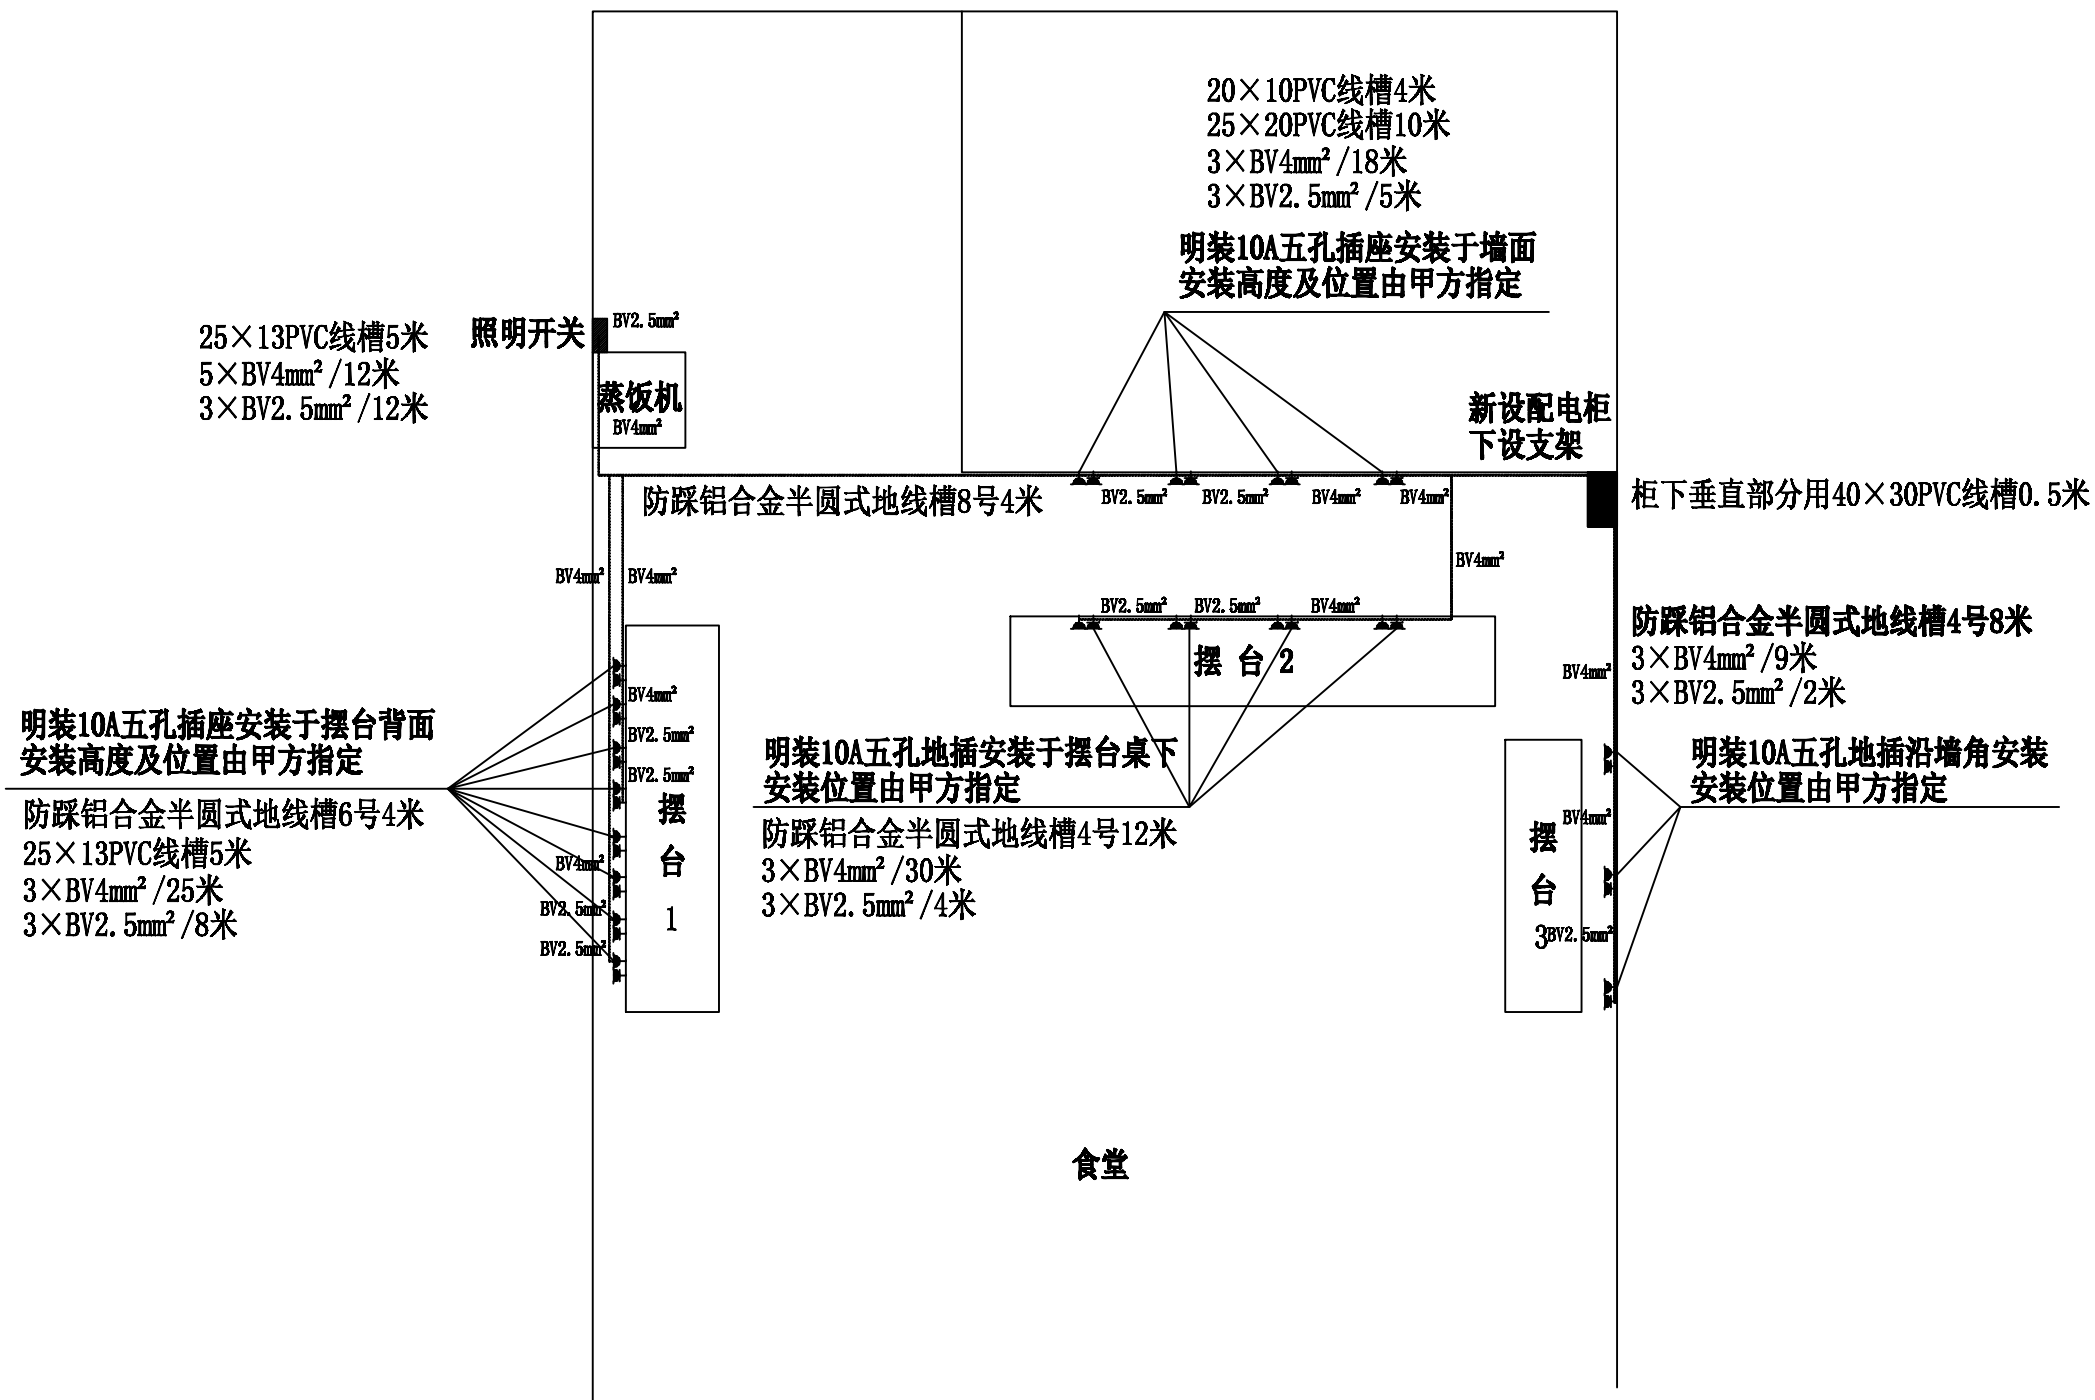 20×10PVC线槽4米
25×20PVC线槽10米
3×BV4mm²/18米
3×BV2.5mm²/5米
明装10A五孔插座安装于墙面
安装高度及位置由甲方指定
25×13PVC线槽5米
5×BV4mm²/12米
3×BV2.5mm²/12米
照明开关
BV2.5mm²
蒸饭机
BV4mm²
新设配电柜
下设支架
防踩铝合金半圆式地线槽8号4米
BV2.5mm²
BV2.5mm²
BV4mm²
BV4mm²
柜下垂直部分用40×30PVC线槽0.5米
BV4mm²
BV4mm²
BV4mm²
BV2.5mm²
BV2.5mm²
BV4mm²
摆 台 2
防踩铝合金半圆式地线槽4号8米
3×BV4mm²/9米
3×BV2.5mm²/2米
BV4mm²
BV4mm²
BV2.5mm²
BV2.5mm²
明装10A五孔插座安装于摆台背面
安装高度及位置由甲方指定
防踩铝合金半圆式地线槽6号4米
25×13PVC线槽5米
3×BV4mm²/25米
3×BV2.5mm²/8米
BV4mm²
BV2.5mm²
BV2.5mm²
摆
台
1
明装10A五孔地插安装于摆台桌下
安装位置由甲方指定
防踩铝合金半圆式地线槽4号12米
3×BV4mm²/30米
3×BV2.5mm²/4米
明装10A五孔地插沿墙角安装
安装位置由甲方指定
BV4mm²
摆
台
3
BV2.5mm²
食堂